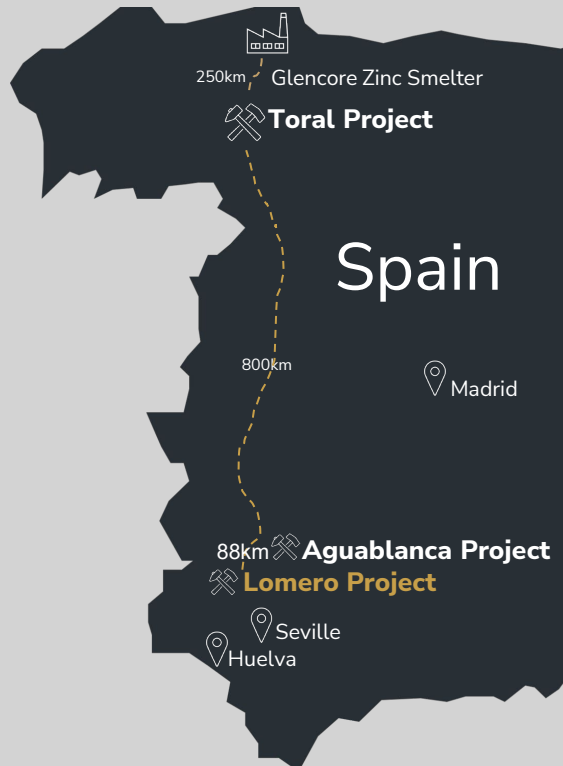 250km
Glencore Zinc Smelter
Toral Project
Spain
800km
Madrid
88km
Aguablanca Project
Lomero Project
Seville
Huelva